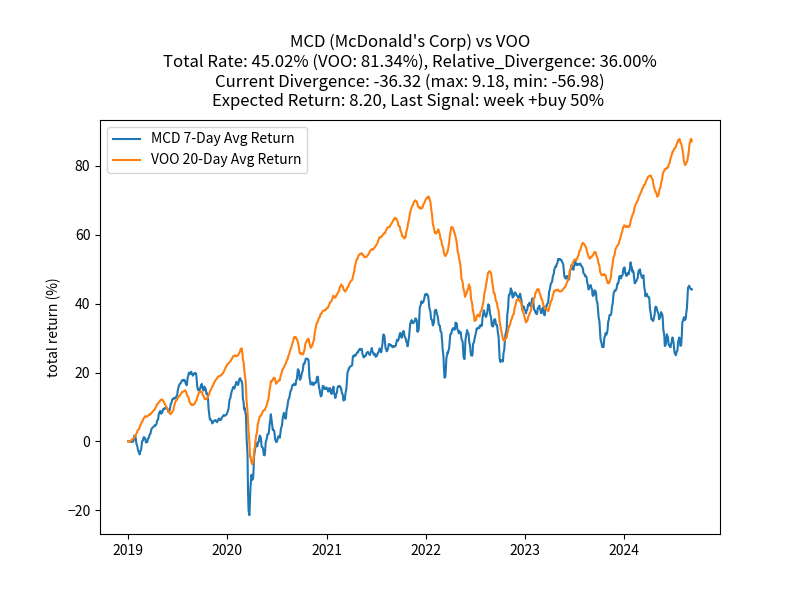 MCD (McDonald's Corp) vs VOO
Total Rate: 45.02% (VOO: 81.34%), Relative_Divergence: 36.00%
Current Divergence: -36.32 (max: 9.18, min: -56.98)
Expected Return: 8.20, Last Signal: week +buy 50%
MCD 7-Day Avg Return
VOO 20-Day Avg Return
total return (%)
80
60
40
20
0
−20
2019 2020 2021 2022 2023 2024